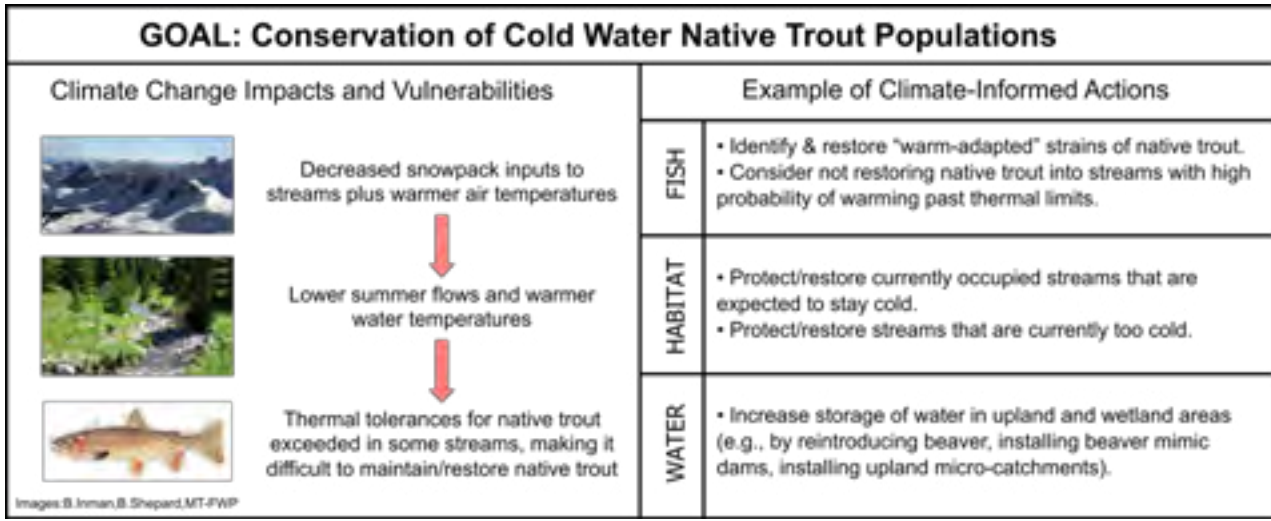 GOAL: Conservation of Cold Water Native Trout Populations
Climate Change Impacts and Vulnerabilities
Decreased snowpack inputs to
streams plus warmer air temperatures
Lower summer flows and warmer
water temperatures
Thermal tolerances for native trout
exceeded in some streams, making it
difficult to maintain/restore native trout
Images:B.Inman,B.Shepard,MT-FWP
Example of Climate-Informed Actions
FISH
• Identify & restore “warm-adapted” strains of native trout.
• Consider not restoring native trout into streams with high
probability of warming past thermal limits.
HABITAT
• Protect/restore currently occupied streams that are
expected to stay cold.
• Protect/restore streams that are currently too cold.
WATER
• Increase storage of water in upland and wetland areas
(e.g., by reintroducing beaver, installing beaver mimic
dams, installing upland micro-catchments).